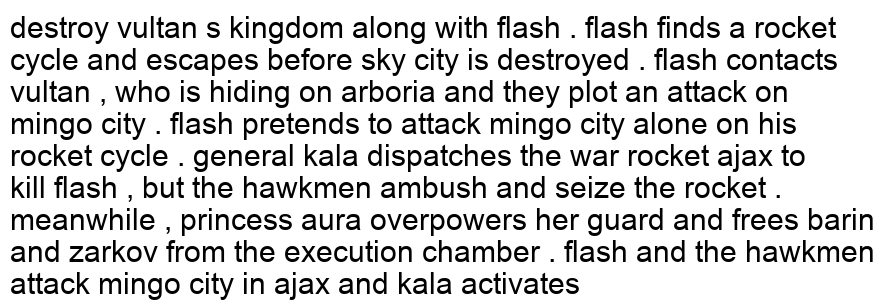 destroy vultan s kingdom along with flash . flash finds a rocket
cycle and escapes before sky city is destroyed . flash contacts
vultan , who is hiding on arboria and they plot an attack on
mingo city . flash pretends to attack mingo city alone on his
rocket cycle . general kala dispatches the war rocket ajax to
kill flash , but the hawkmen ambush and seize the rocket .
meanwhile , princess aura overpowers her guard and frees barin
and zarkov from the execution chamber . flash and the hawkmen
attack mingo city in ajax and kala activates